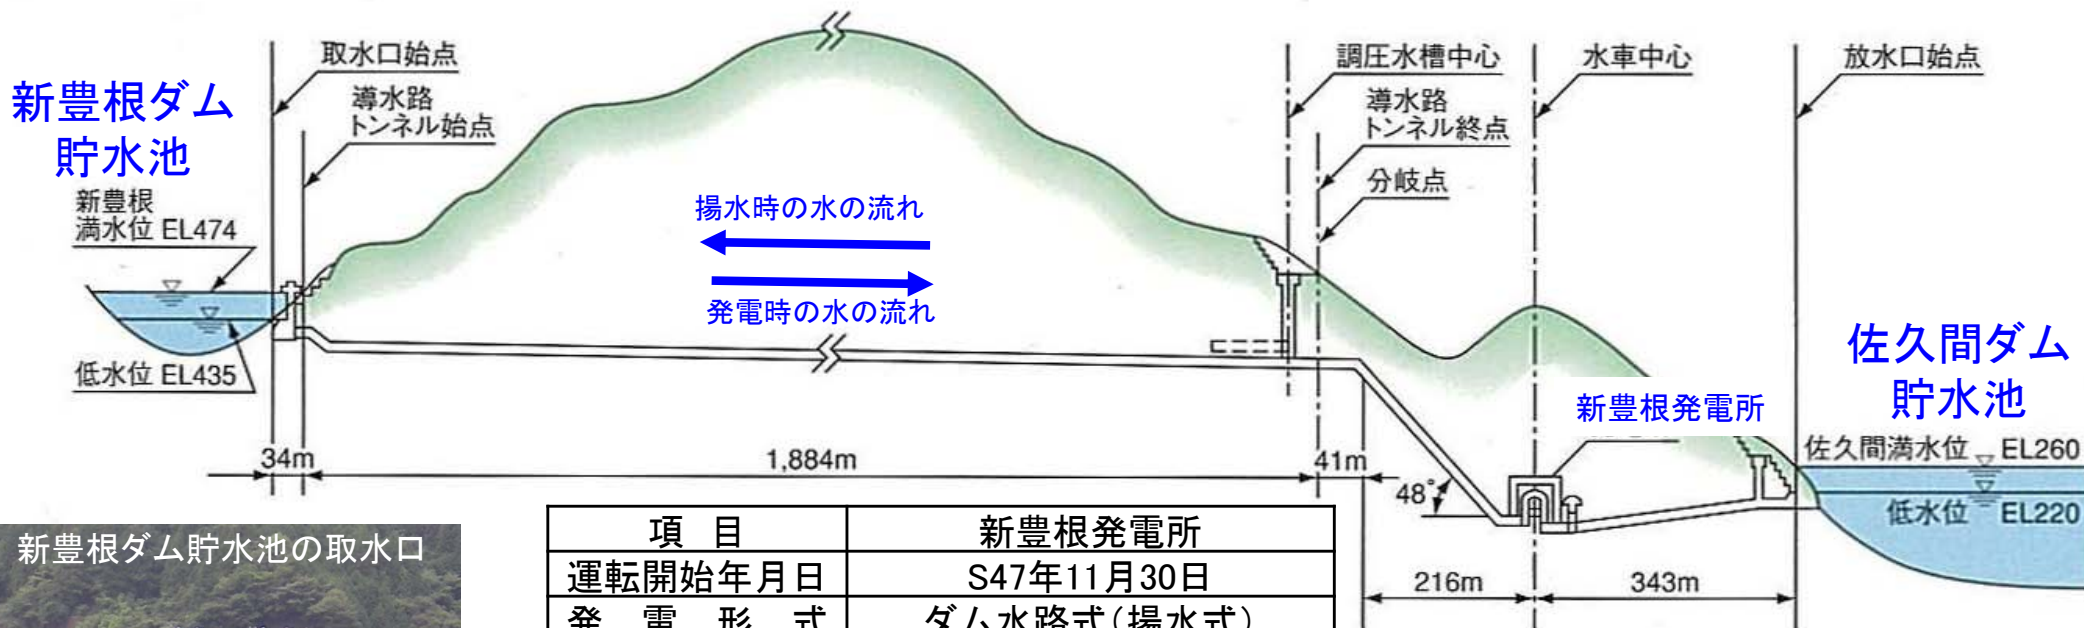 取水口始点
導水路
トンネル始点
新豊根ダム
貯水池
新豊根
満水位 EL474
低水位 EL435
揚水時の水の流れ
発電時の水の流れ
調圧水槽中心
導水路
トンネル終点
分岐点
水車中心
放水口始点
新豊根発電所
佐久間ダム
貯水池
佐久間満水位 EL260
低水位 EL220
34m
1,884m
41m
48°
216m
343m
新豊根ダム貯水池の取水口
項 目 新豊根発電所
運転開始年月日 S47年11月30日
発 電 形 式 ダム水路式(揚水式)